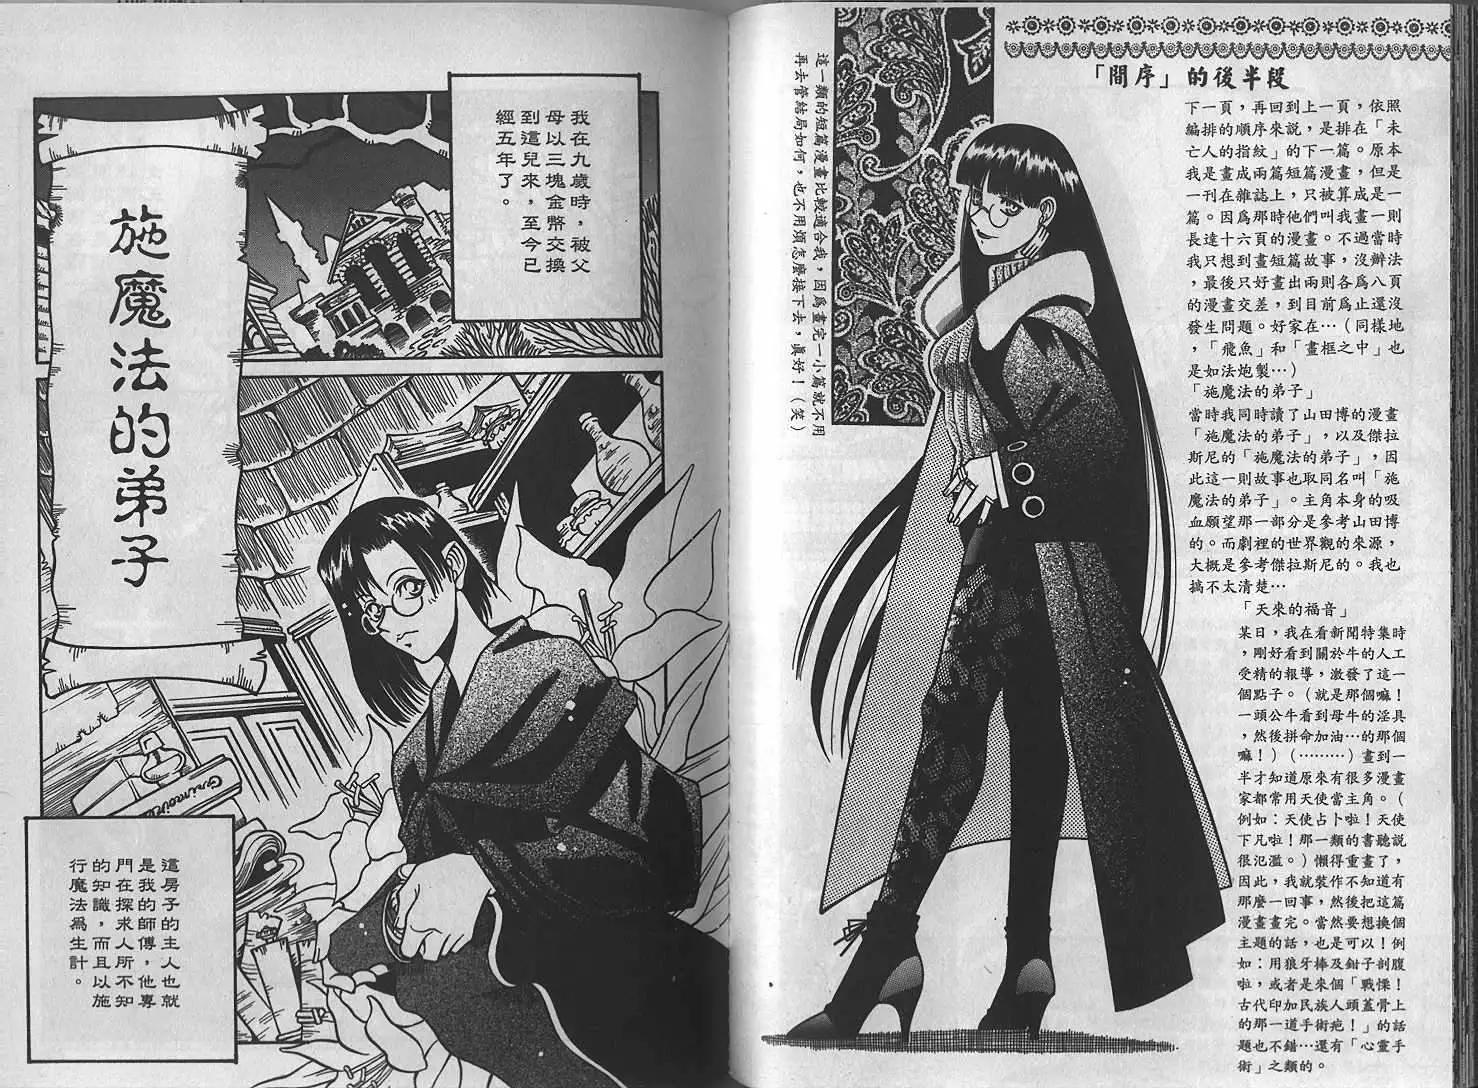 「間序」的後半段
下一頁，再回到上一頁，依照
編排的順序來說，是排在「未
亡人的指紋」的下一篇。原本
我是畫成兩篇短篇漫畫，但是
一刊在雜誌上，只被算成是一
篇。因為那時他們叫我畫一則
長達十六頁的漫畫。不過當時
我只想到畫短篇故事，沒辦法
，最後只好畫出兩則各為八頁
的漫畫交差，到目前為止還沒
發生問題。好家在…（同樣地
，「飛魚」和「畫框之中」也
是如法炮製…）
「施魔法的弟子」
當時我同時讀了山田博的漫畫
「施魔法的弟子」，以及傑拉
斯尼的「施魔法的弟子」，因
此這一則故事也取同名叫「施
魔法的弟子」。主角本身的吸
血願望那一部分是參考山田博
的。而劇裡的世界觀的來源，
大概是參考傑拉斯尼的。我也
搞不太清楚…
「天來的福音」
某日，我在看新聞特集時
，剛好看到關於牛的人工
受精的報導，激發了這一
個點子。（就是那個嘛！
一頭公牛看到母牛的淫具
，然後拼命加油…的那個
嘛！）（………）畫到一
半才知道原來有很多漫畫
家都常用天使當主角。（
例如：天使占卜啦！天使
下凡啦！那一類的書聽說
很氾濫。）懶得重畫了，
因此，我就裝作不知道有
那麼一回事，然後把這篇
漫畫畫完。當然要想換個
主題的話，也是可以！例
如：用狼牙棒及鉗子剖腹
啦，或者是來個「戰慄！
古代印加民族人頭蓋骨上
的那一道手術疤！」的話
題也不錯…還有「心靈手
術」之類的。
這一類的短篇漫畫比較適合我，因為畫完一小篇就不用
再去管結局如何，也不用煩怎麼接下去，真好！（笑）
我在九歲時，被父
母以三塊金幣交換
到這兒來，至今已
經五年了。
施魔法的弟子
Grimoire
這房子的主人也就
是我的師傅，他專
門在探求人所不知
的知識，而且以施
行魔法為生計。